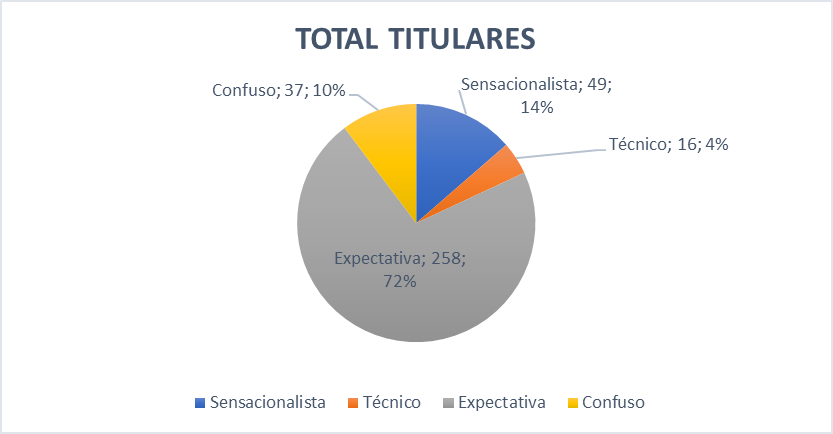 TOTAL TITULARES
Confuso; 37; 10%
Sensacionalista; 49;
14%
Técnico; 16; 4%
Expectativa; 258;
72%
Sensacionalista Técnico Expectativa Confuso